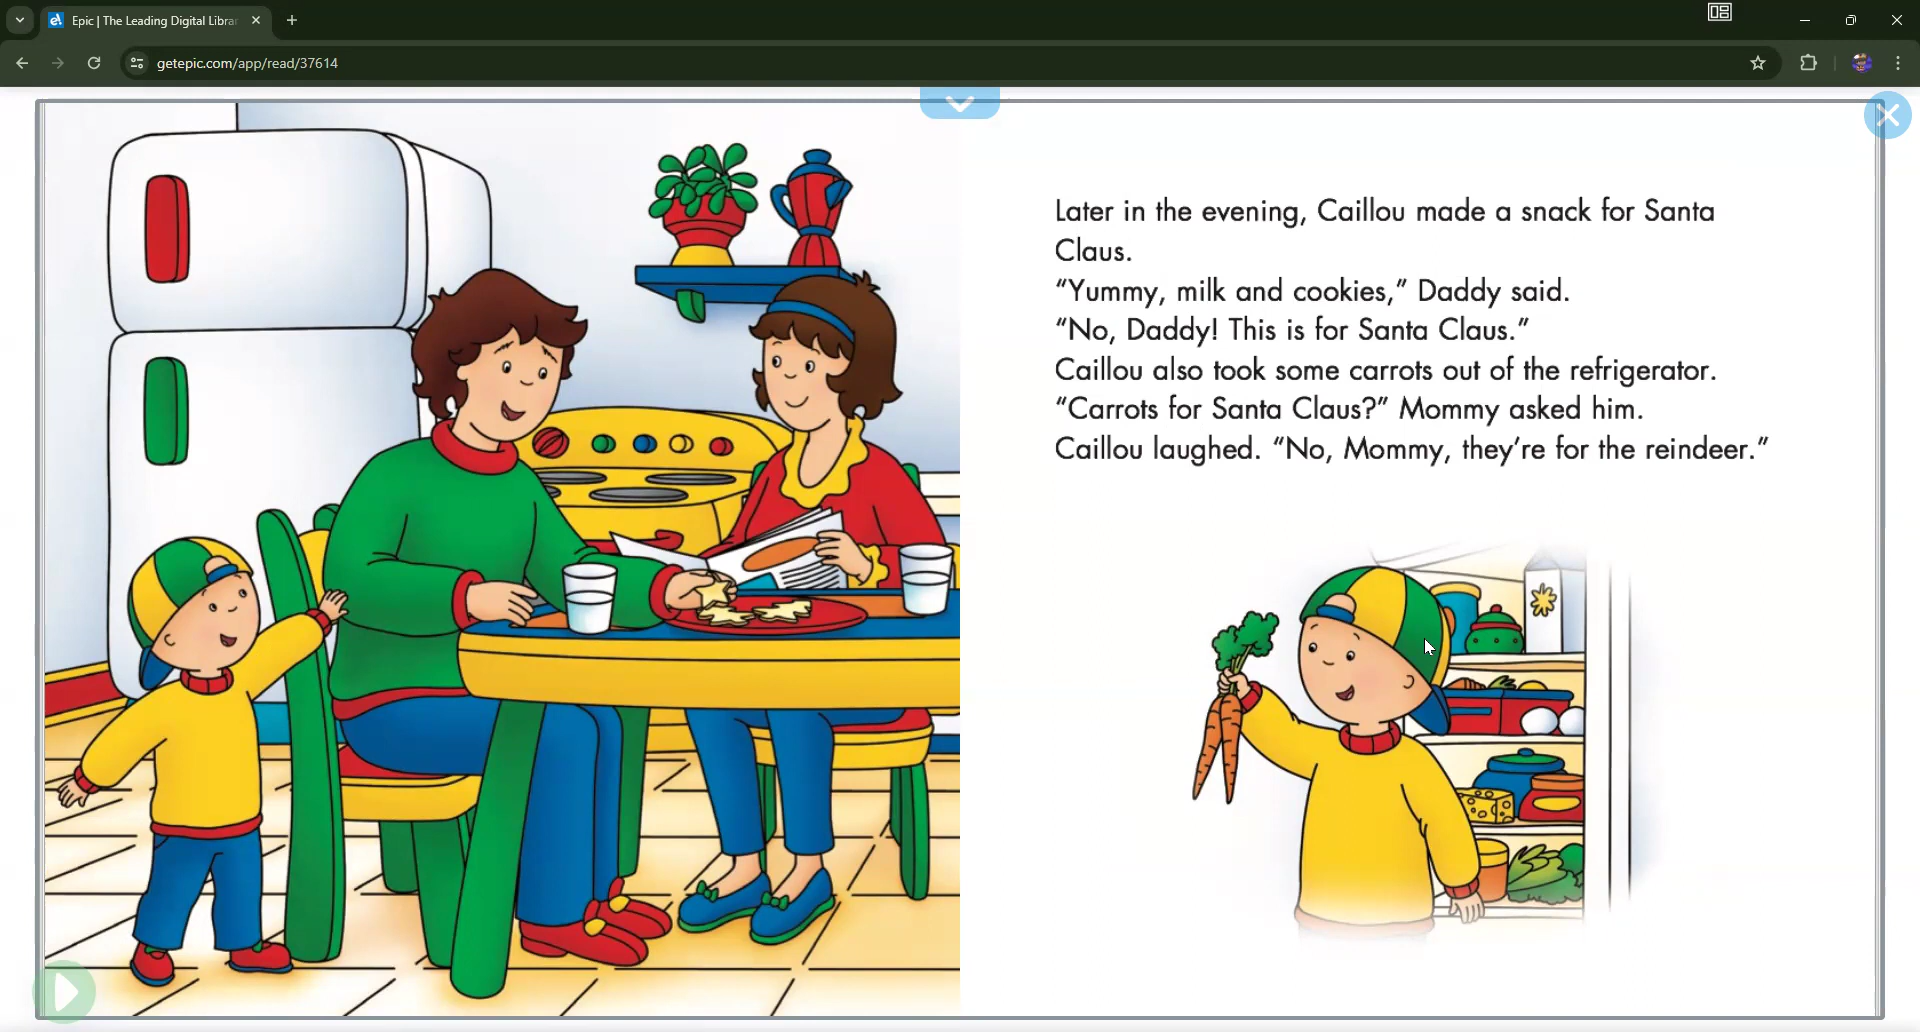 Epic | The Leading Digital Libra
getepic.com/app/read/37614
Later in the evening, Caillou made a snack for Santa
Claus.
“Yummy, milk and cookies,” Daddy said.
“No, Daddy! This is for Santa Claus.”
Caillou also took some carrots out of the refrigerator.
“Carrots for Santa Claus?” Mommy asked him.
Caillou laughed. “No, Mommy, they’re for the reindeer.”